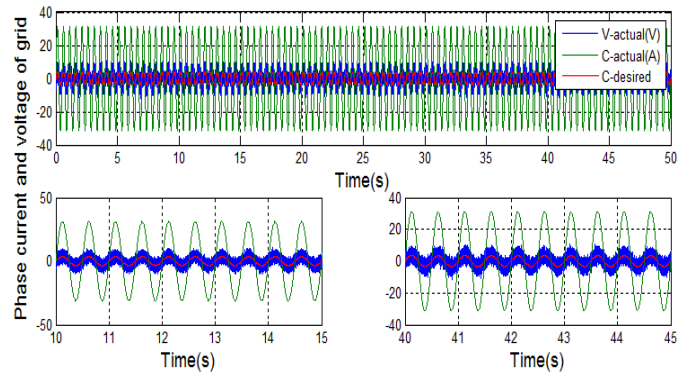 Phase current and voltage of grid
40
20
0
-20
-40
0 5 10 15 20 25 30 35 40 45 50
Time(s)
V-actual(V)
C-actual(A)
C-desired
50
0
-50
10 11 12 13 14 15
Time(s)
40
20
0
-20
-40
40 41 42 43 44 45
Time(s)